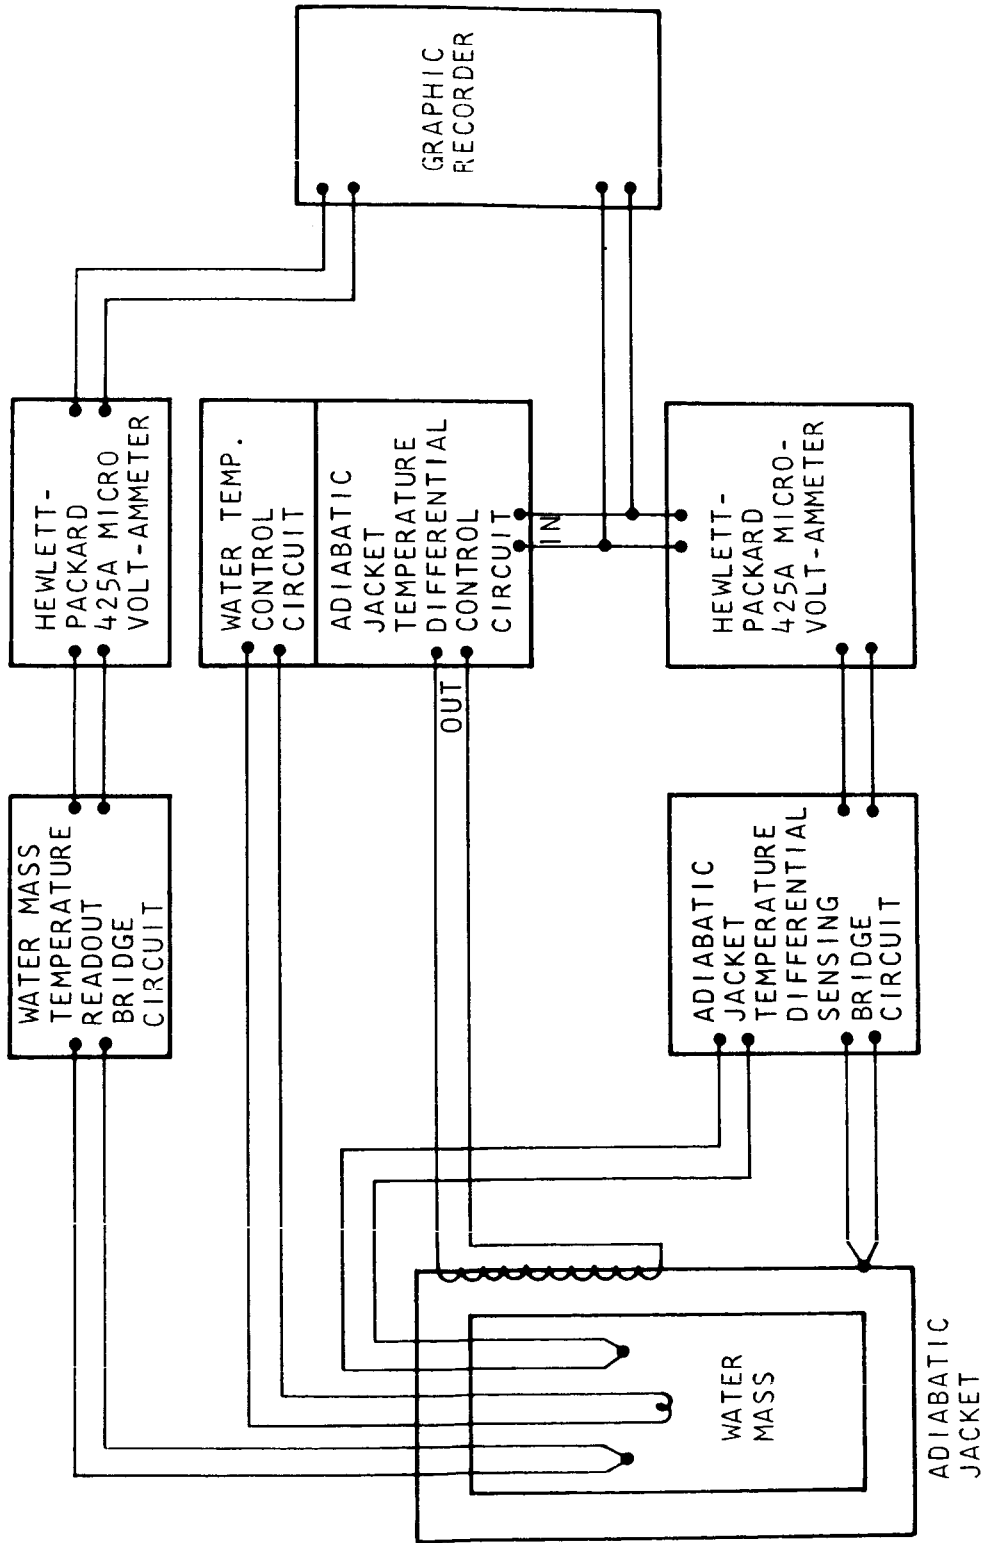 GRAPHIC
RECORDER
HEWLETT-
PACKARD
425A MICRO
VOLT-AMMETER
WATER TEMP.
CONTROL
CIRCUIT
ADIABATIC
JACKET
TEMPERATURE
DIFFERENTIAL
CONTROL
CIRCUIT
IN
OUT
HEWLETT-
PACKARD
425A MICRO-
VOLT-AMMETER
WATER MASS
TEMPERATURE
READOUT
BRIDGE
CIRCUIT
ADIABATIC
JACKET
TEMPERATURE
DIFFERENTIAL
SENSING
BRIDGE
CIRCUIT
WATER
MASS
ADIABATIC
JACKET